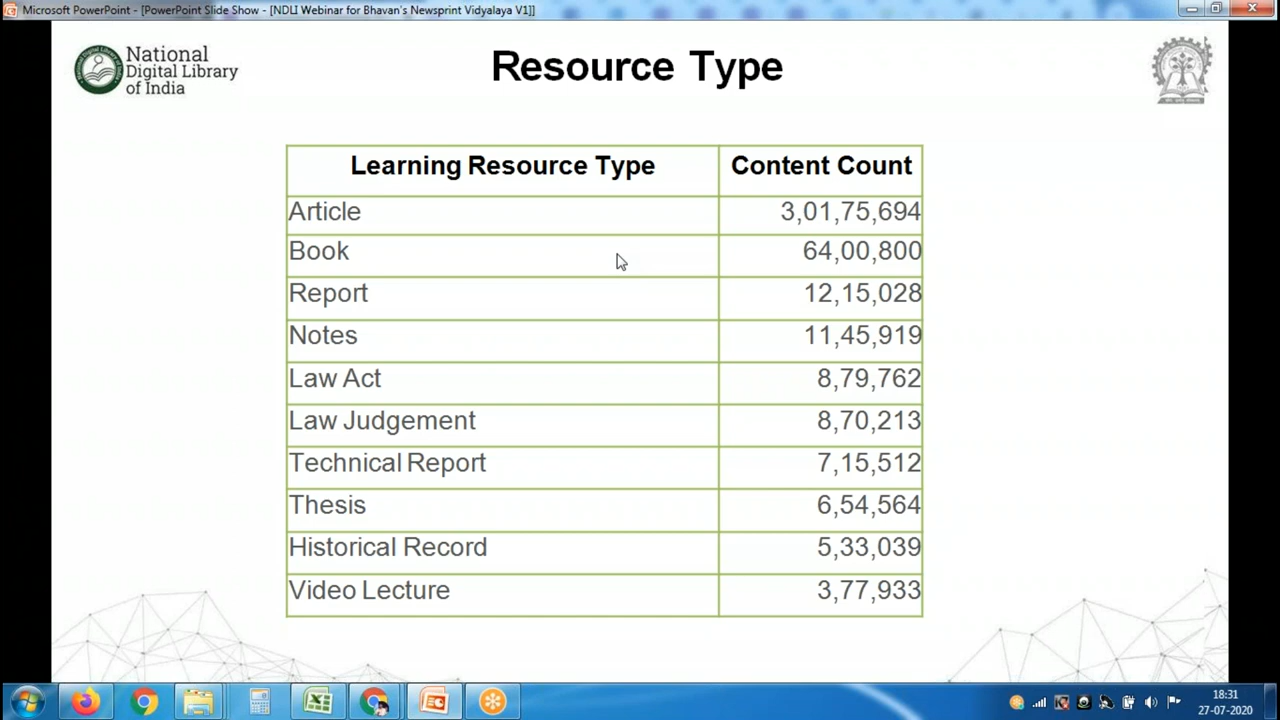 Microsoft PowerPoint - [PowerPoint Slide Show - [NDLI Webinar for Bhavan's Newsprint Vidyalaya V1]]
National
Digital Library
of India
Resource Type
Learning Resource Type Content Count
Article 3,01,75,694
Book 64,00,800
Report 12,15,028
Notes 11,45,919
Law Act 8,79,762
Law Judgement 8,70,213
Technical Report 7,15,512
Thesis 6,54,564
Historical Record 5,33,039
Video Lecture 3,77,933
18:31
27-07-2020